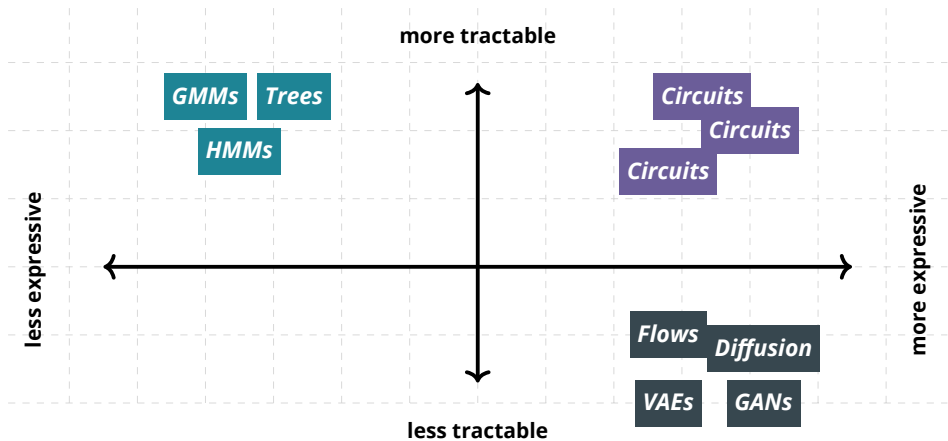 more tractable
GMMs
Trees
Circuits
Circuits
HMMs
Circuits
less expressive
more expressive
Flows
Diffusion
VAEs
GANs
less tractable